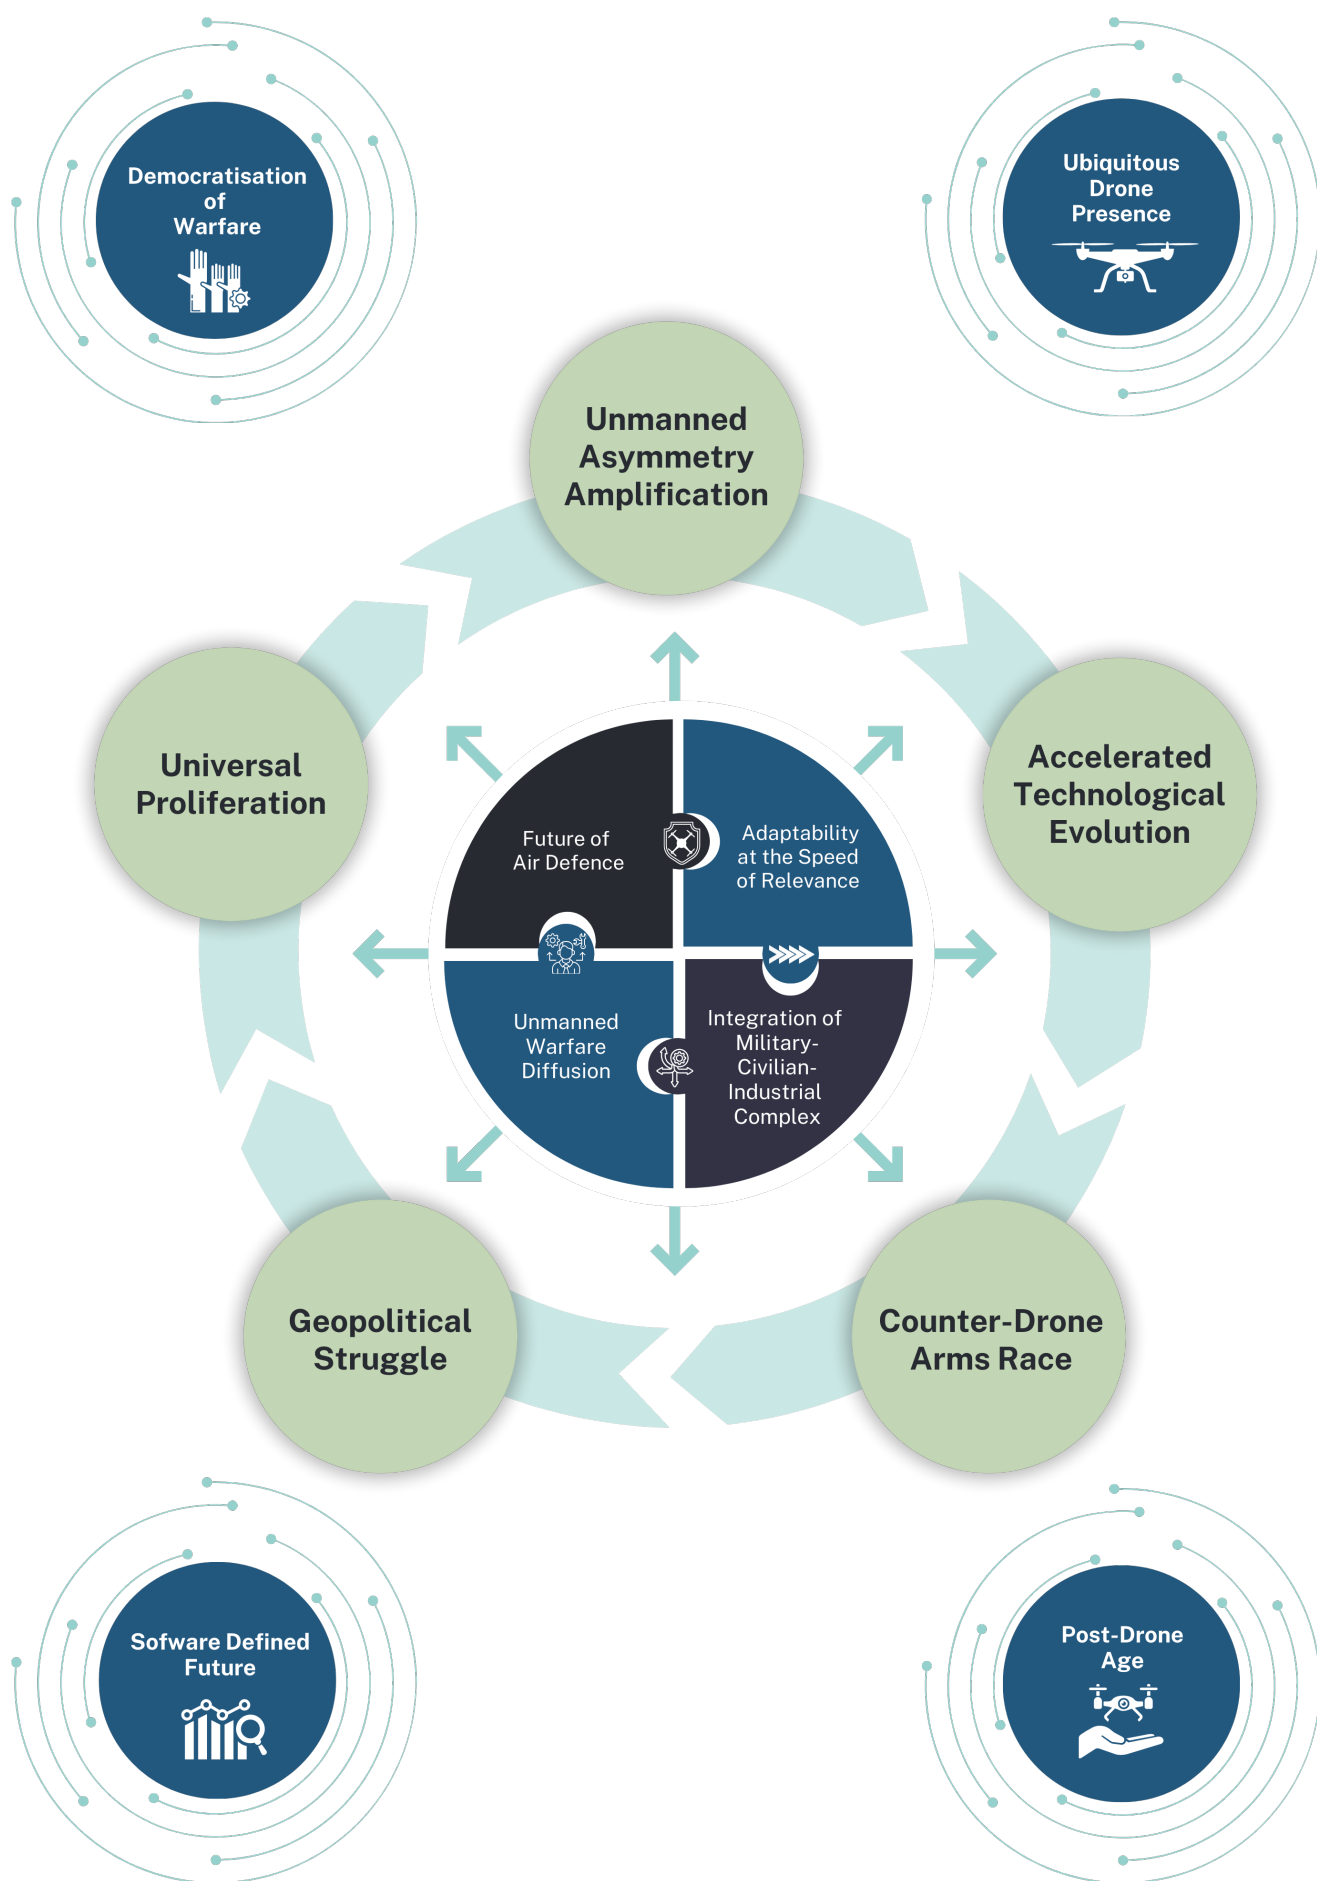 Democratisation
of
Warfare
Ubiquitous
Drone
Presence
Unmanned
Asymmetry
Amplification
Universal
Proliferation
Accelerated
Technological
Evolution
Future of
Air Defence
Adaptability
at the Speed
of Relevance
Unmanned
Warfare
Diffusion
Integration of
Military-
Civilian-
Industrial
Complex
Geopolitical
Struggle
Counter-Drone
Arms Race
Sofware Defined
Future
Post-Drone
Age